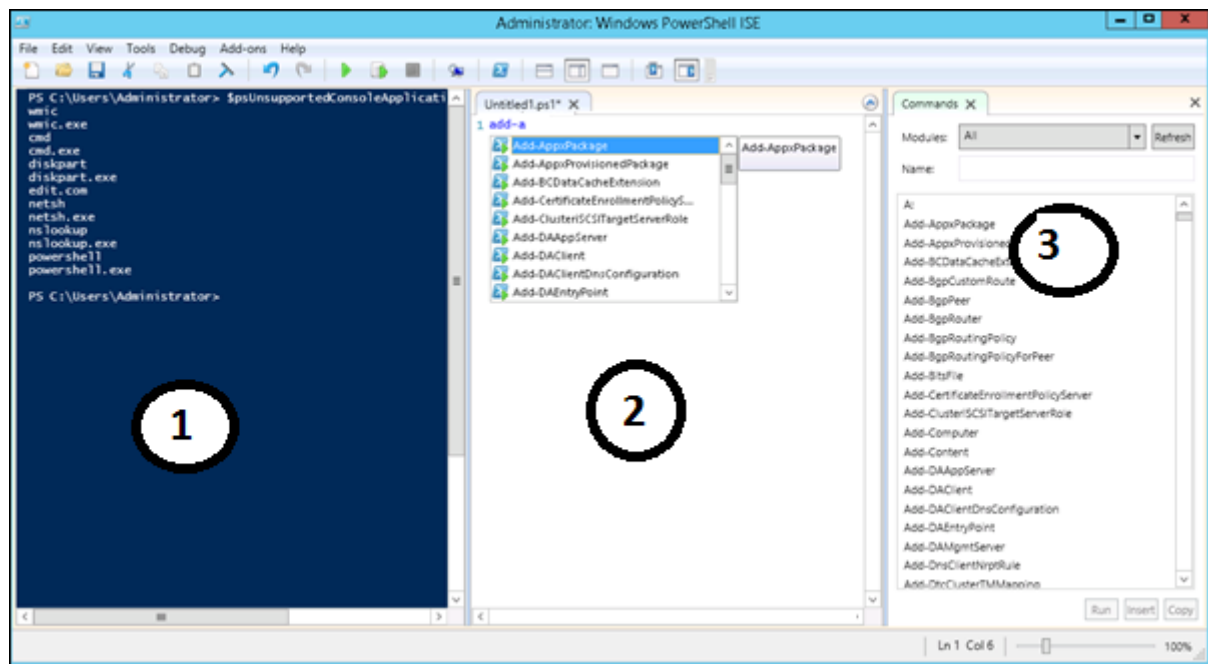 Administrator: Windows PowerShell ISE
File Edit View Tools Debug Add-ons Help
PS C:\Users\Administrator> $psUnsupportedConsoleApplicati
wmic
wmic.exe
cmd
cmd.exe
diskpart
diskpart.exe
edit.com
netsh
netsh.exe
nslookup
nslookup.exe
powershell
powershell.exe
PS C:\Users\Administrator>
1
Untitled1.ps1* X
1 add-a
Add-AppxPackage
Add-AppxProvisionedPackage
Add-BCDataCacheExtension
Add-CertificateEnrollmentPolicyS...
Add-ClusteriSCSITargetServerRole
Add-DAAppServer
Add-DAClient
Add-DAClientDnsConfiguration
Add-DAEntryPoint
Add-AppxPackage
2
Commands X
Modules: All Refresh
Name:
A:
Add-AppxPackage
Add-AppxProvisioned
Add-BCDataCacheExt
Add-BgpCustomRoute
Add-BgpPeer
Add-BgpRouter
Add-BgpRoutingPolicy
Add-BgpRoutingPolicyForPeer
Add-BitsFile
Add-CertificateEnrollmentPolicyServer
Add-ClusteriSCSITargetServerRole
Add-Computer
Add-Content
Add-DAAppServer
Add-DAClient
Add-DAClientDnsConfiguration
Add-DAEntryPoint
Add-DAMgmtServer
Add-DnsClientNrptRule
Add-DtcClusterTMMapping
3
Run Insert Copy
Ln 1 Col 6 100%